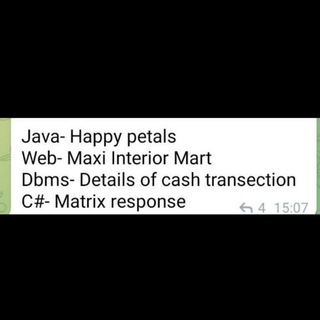 Java- Happy petals
Web- Maxi Interior Mart
Dbms- Details of cash transection
C#- Matrix response
4 15:07